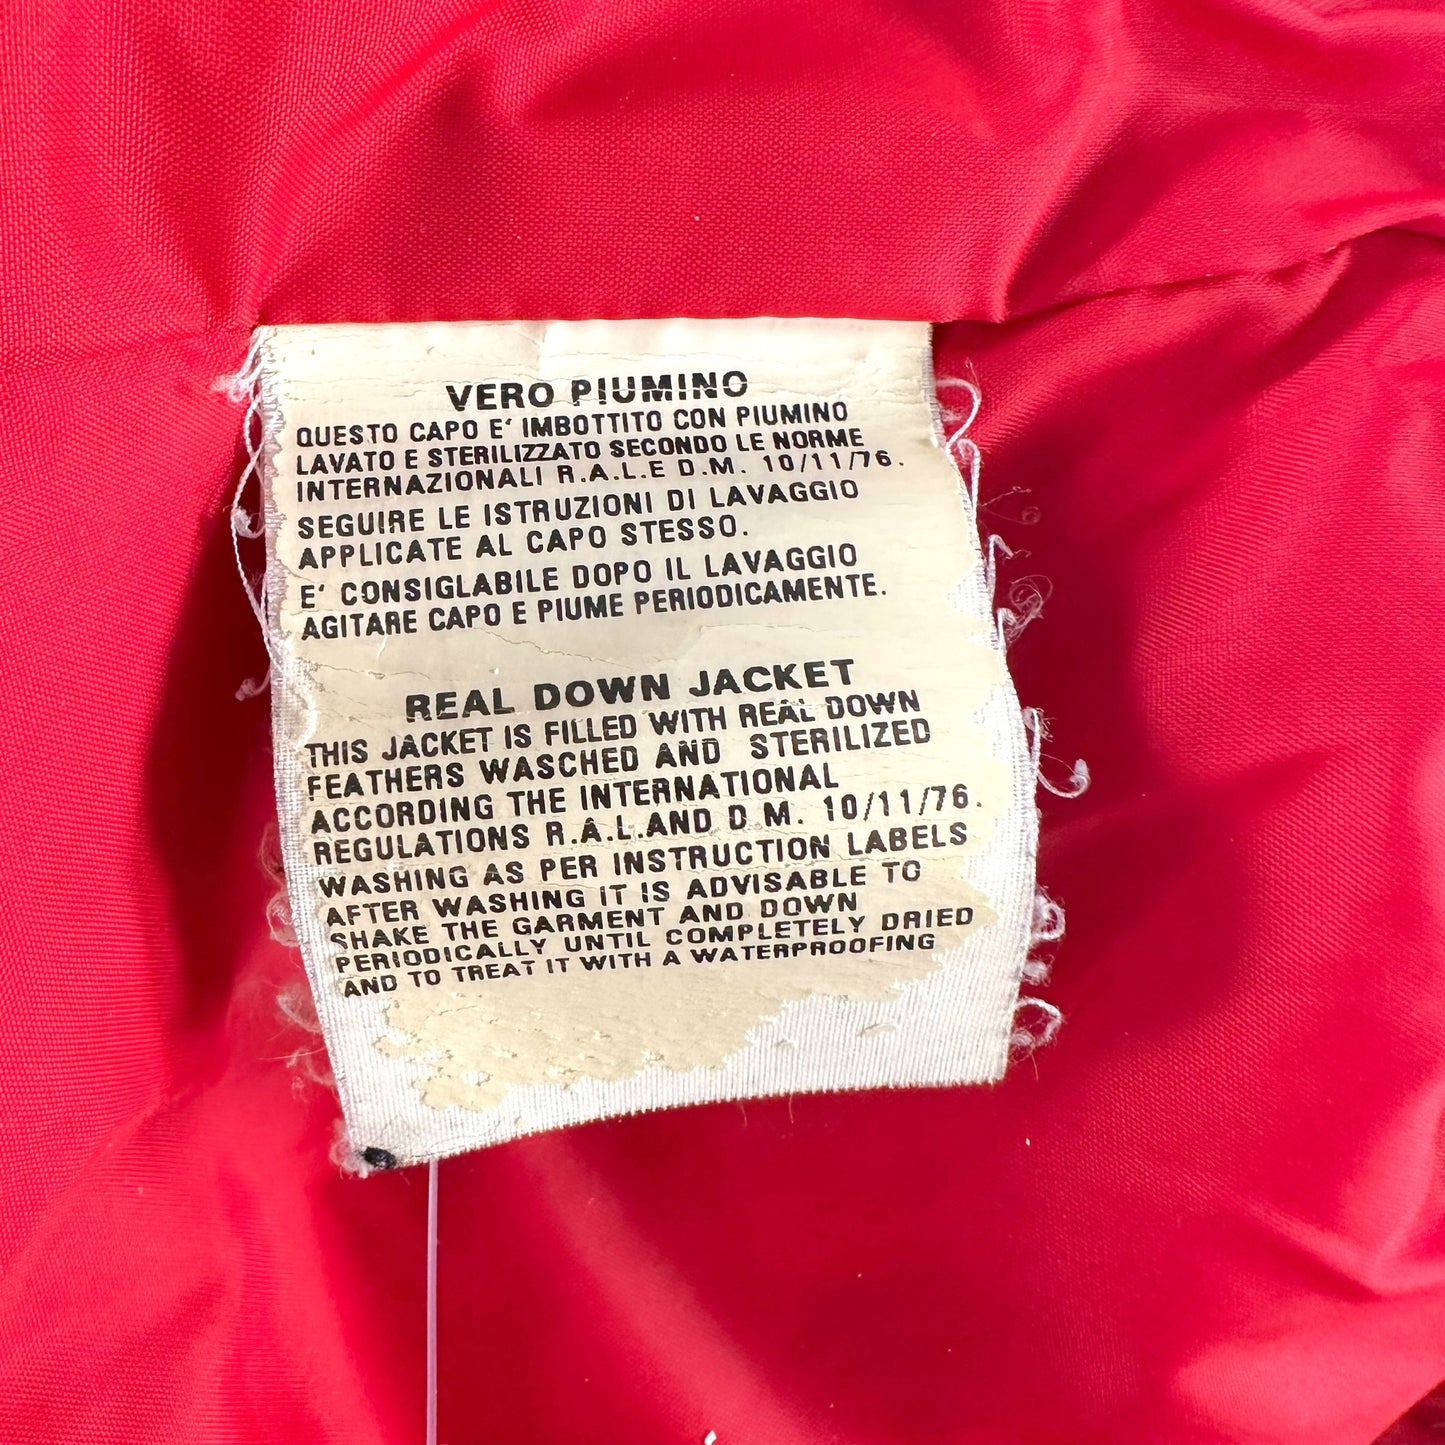 VERO PIUMINO
QUESTO CAPO E' IMBOTTITO CON PIUMINO
LAVATO E STERILIZZATO SECONDO LE NORME
INTERNAZIONALI R.A.L.E D.M. 10/11/76.
SEGUIRE LE ISTRUZIONI DI LAVAGGIO
APPLICATE AL CAPO STESSO.
E' CONSIGLABILE DOPO IL LAVAGGIO
AGITARE CAPO E PIUME PERIODICAMENTE.
REAL DOWN JACKET
THIS JACKET IS FILLED WITH REAL DOWN
FEATHERS WASCHED AND STERILIZED
ACCORDING THE INTERNATIONAL
REGULATIONS R.A.L.AND D M. 10/11/76.
WASHING AS PER INSTRUCTION LABELS
AFTER WASHING IT IS ADVISABLE TO
SHAKE THE GARMENT AND DOWN
PERIODICALLY UNTIL COMPLETELY DRIED
AND TO TREAT IT WITH A WATERPROOFING